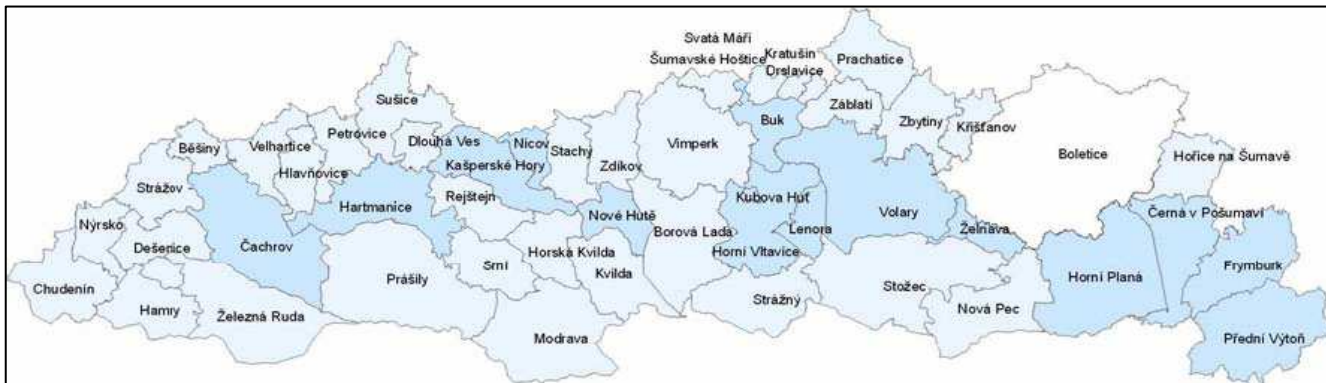 Svatá Máří
Šumavské Hoštice
Kratušín
Drslavice
Prachatice
Sušice
Záblatí
Buk
Zbytiny
Křišťanov
Petrovice
Dlouhá Ves
Nicov
Stachy
Vimperk
Boletice
Běšiny
Velhartice
Kašperské Hory
Zdíkov
Hořice na Šumavě
Hlavňovice
Strážov
Rejštejn
Kubova Huť
Hartmanice
Nové Hutě
Volary
Černá v Pošumaví
Nýrsko
Borová Lada
Lenora
Želnava
Dešenice
Čachrov
Horská Kvilda
Horní Vltavice
Srní
Kvilda
Frymburk
Prášily
Horní Planá
Chudenín
Stožec
Hamry
Železná Ruda
Strážný
Nová Pec
Modrava
Přední Výtoň